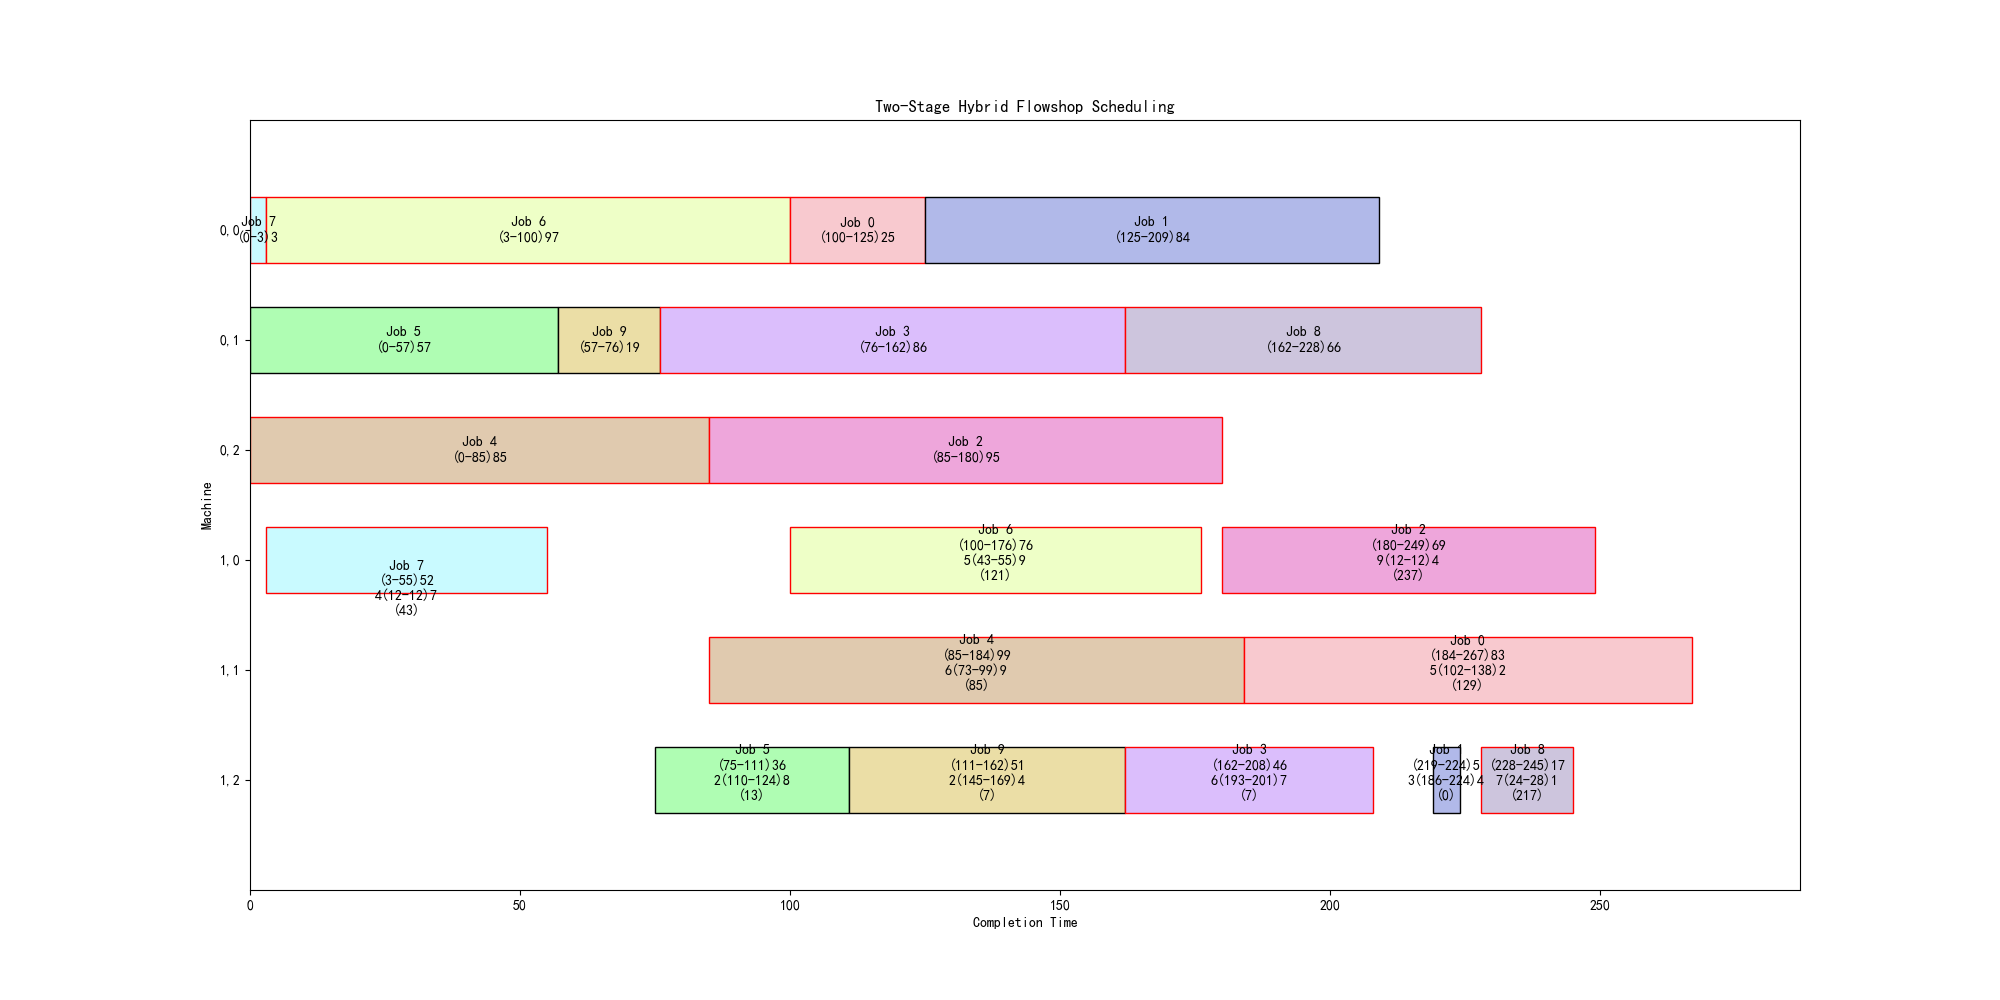 Two-Stage Hybrid Flowshop Scheduling
0,0
Job 7
(0-3)3
Job 6
(3-100)97
Job 0
(100-125)25
Job 1
(125-209)84
0,1
Job 5
(0-57)57
Job 9
(57-76)19
Job 3
(76-162)86
Job 8
(162-228)66
0,2
Job 4
(0-85)85
Job 2
(85-180)95
Machine
1,0
Job 7
(3-55)52
4(12-12)7
(43)
Job 6
(100-176)76
5(43-55)9
(121)
Job 2
(180-249)69
9(12-12)4
(237)
1,1
Job 4
(85-184)99
6(73-99)9
(85)
Job 0
(184-267)83
5(102-138)2
(129)
1,2
Job 5
(75-111)36
2(110-124)8
(13)
Job 9
(111-162)51
2(145-169)4
(7)
Job 3
(162-208)46
6(193-201)7
(7)
Job 1
(219-224)5
3(186-224)4
(0)
Job 8
(228-245)17
7(24-28)1
(217)
0
50
100
150
200
250
Completion Time